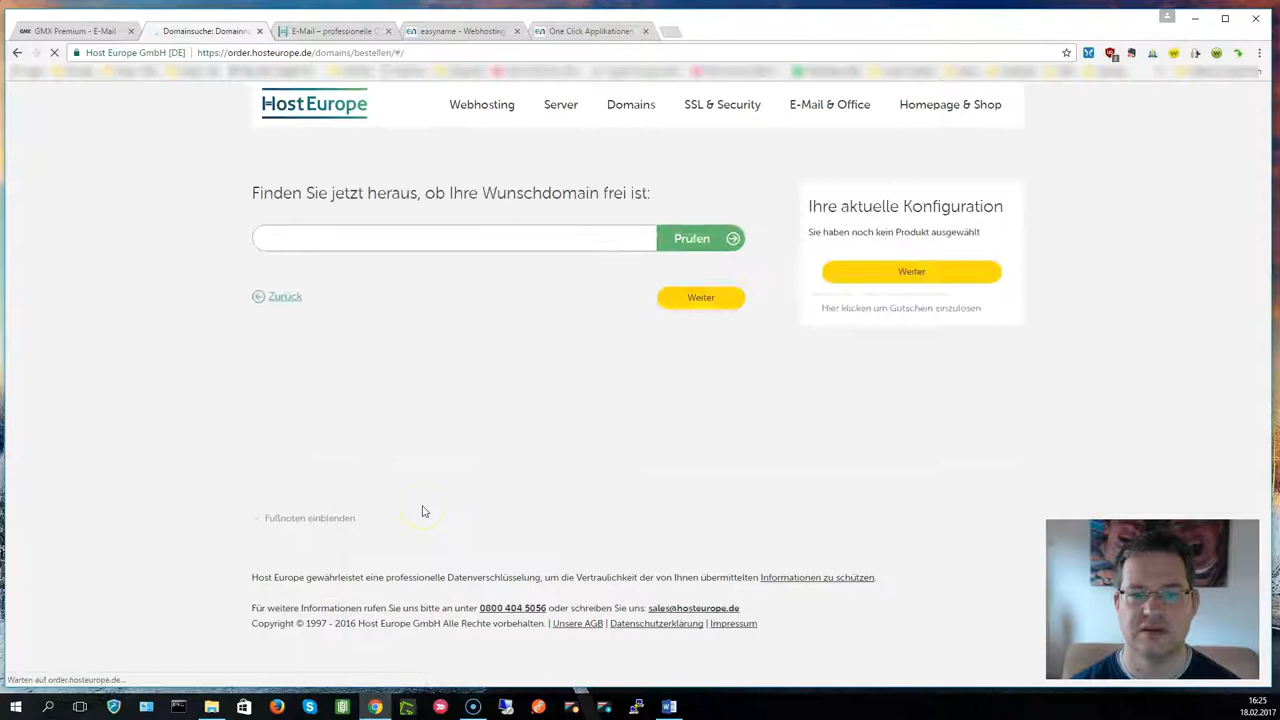 GMX Premium - E-Mail
Domainsuche: Domainn
E-Mail – professionelle C
easyname - Webhosting
One Click Applikationen
Host Europe GmbH [DE]
https://order.hosteurope.de/domains/bestellen/#/
HostEurope
Webhosting
Server
Domains
SSL & Security
E-Mail & Office
Homepage & Shop
Finden Sie jetzt heraus, ob Ihre Wunschdomain frei ist:
Prüfen
Zurück
Weiter
Ihre aktuelle Konfiguration
Sie haben noch kein Produkt ausgewählt
Weiter
Hier klicken um Gutschein einzulösen
Fußnoten einblenden
Host Europe gewährleistet eine professionelle Datenverschlüsselung, um die Vertraulichkeit der von Ihnen übermittelten Informationen zu schützen.
Für weitere Informationen rufen Sie uns bitte an unter 0800 404 5056 oder schreiben Sie uns: sales@hosteurope.de
Copyright © 1997 - 2016 Host Europe GmbH Alle Rechte vorbehalten. | Unsere AGB | Datenschutzerklärung | Impressum
Warten auf order.hosteurope.de...
16:25
18.02.2017